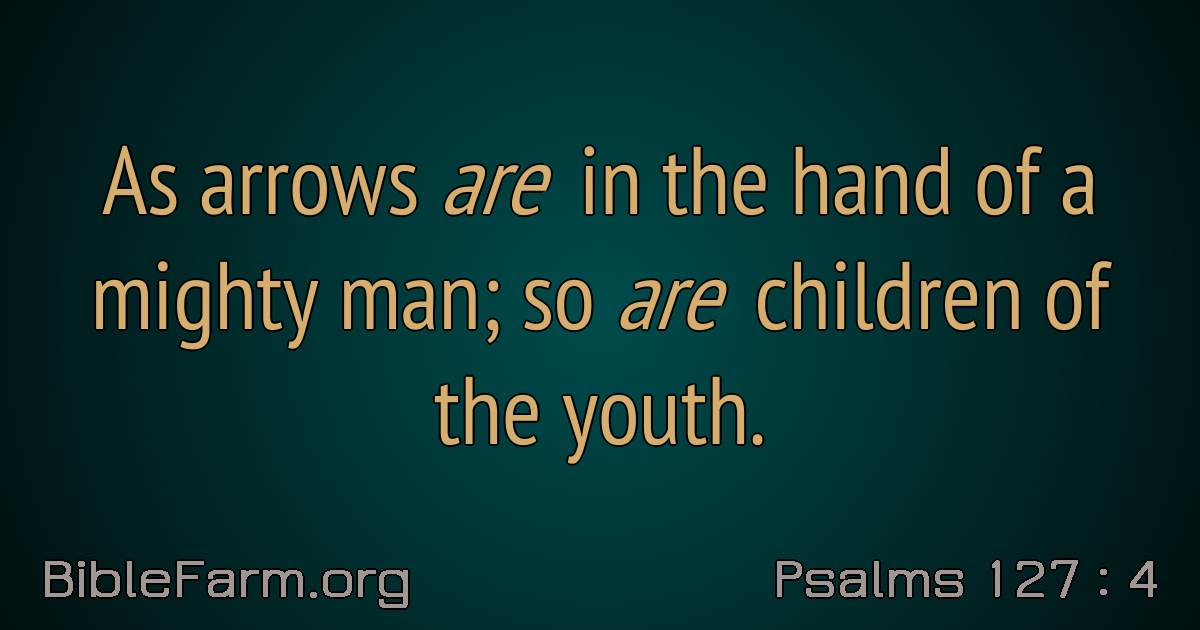 As arrows are in the hand of a
mighty man; so are children of
the youth.
BibleFarm.org
Psalms 127 : 4